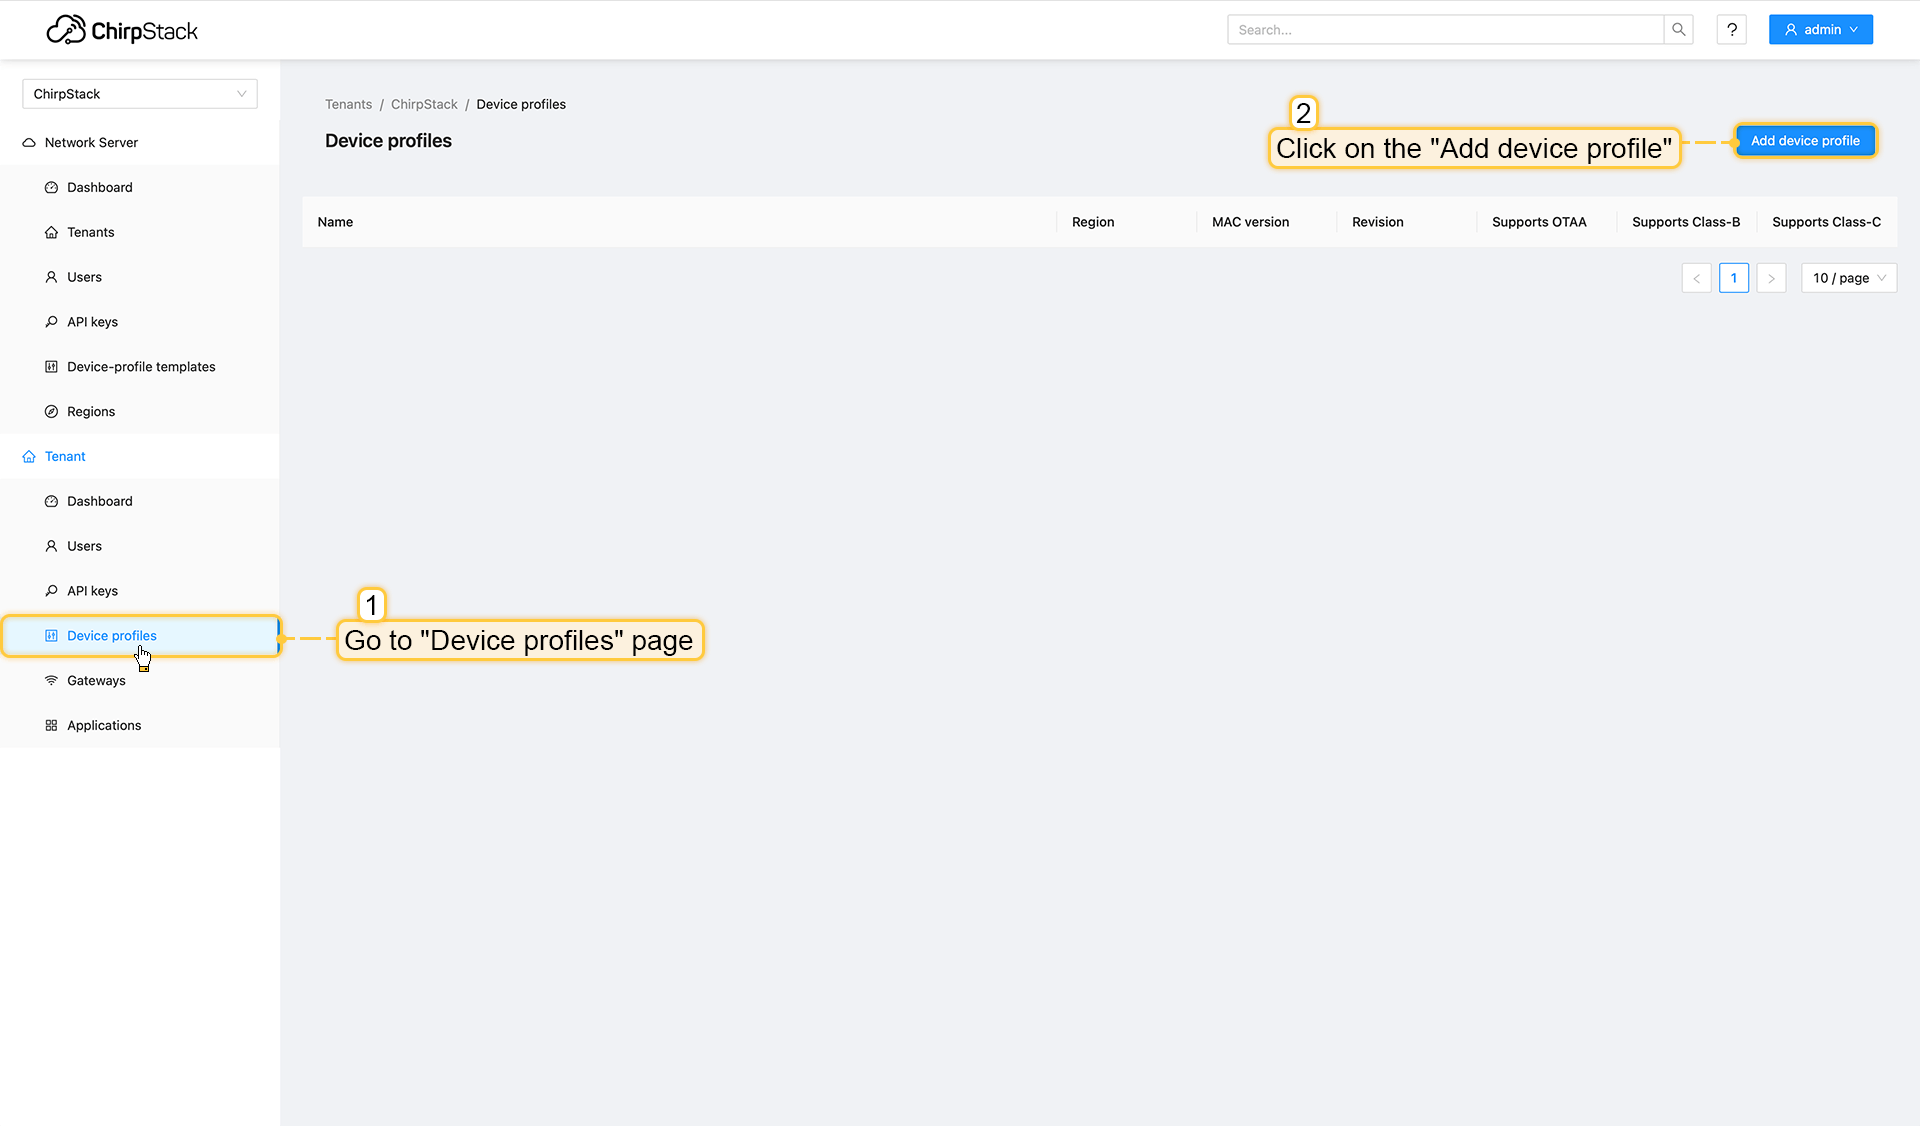 ChirpStack
Search...
?
admin
ChirpStack
Network Server
Dashboard
Tenants
Users
API keys
Device-profile templates
Regions
Tenant
Dashboard
Users
API keys
Device profiles
Gateways
Applications
Tenants / ChirpStack / Device profiles
Device profiles
2
Click on the "Add device profile"
Add device profile
Name Region MAC version Revision Supports OTAA Supports Class-B Supports Class-C
< 1 > 10 / page
1
Go to "Device profiles" page